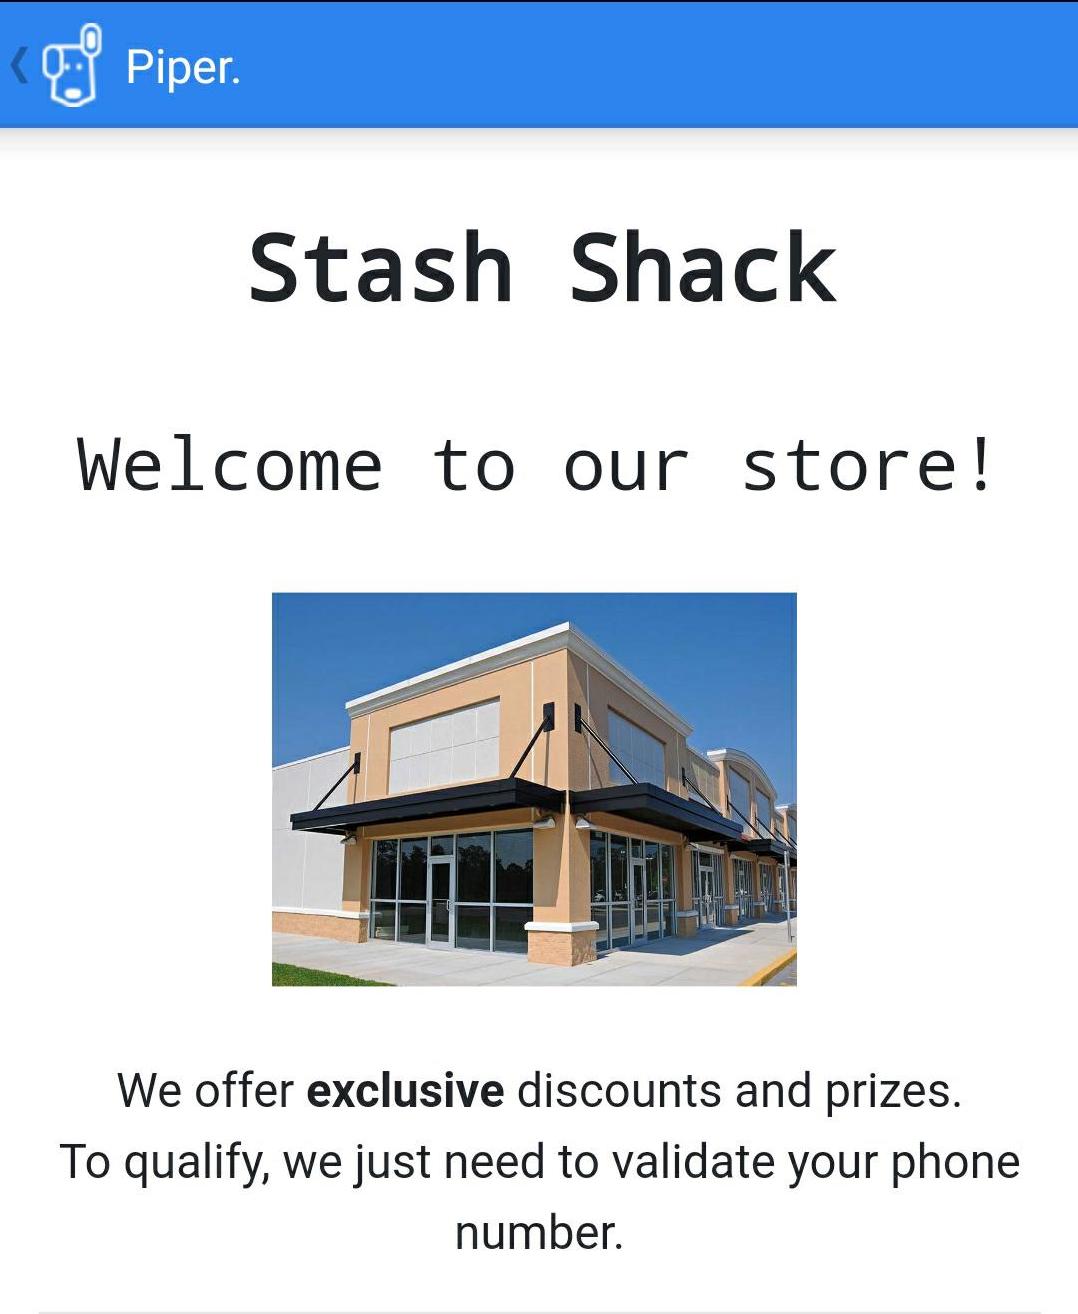 Piper.
Stash Shack
Welcome to our store!
We offer exclusive discounts and prizes.
To qualify, we just need to validate your phone
number.